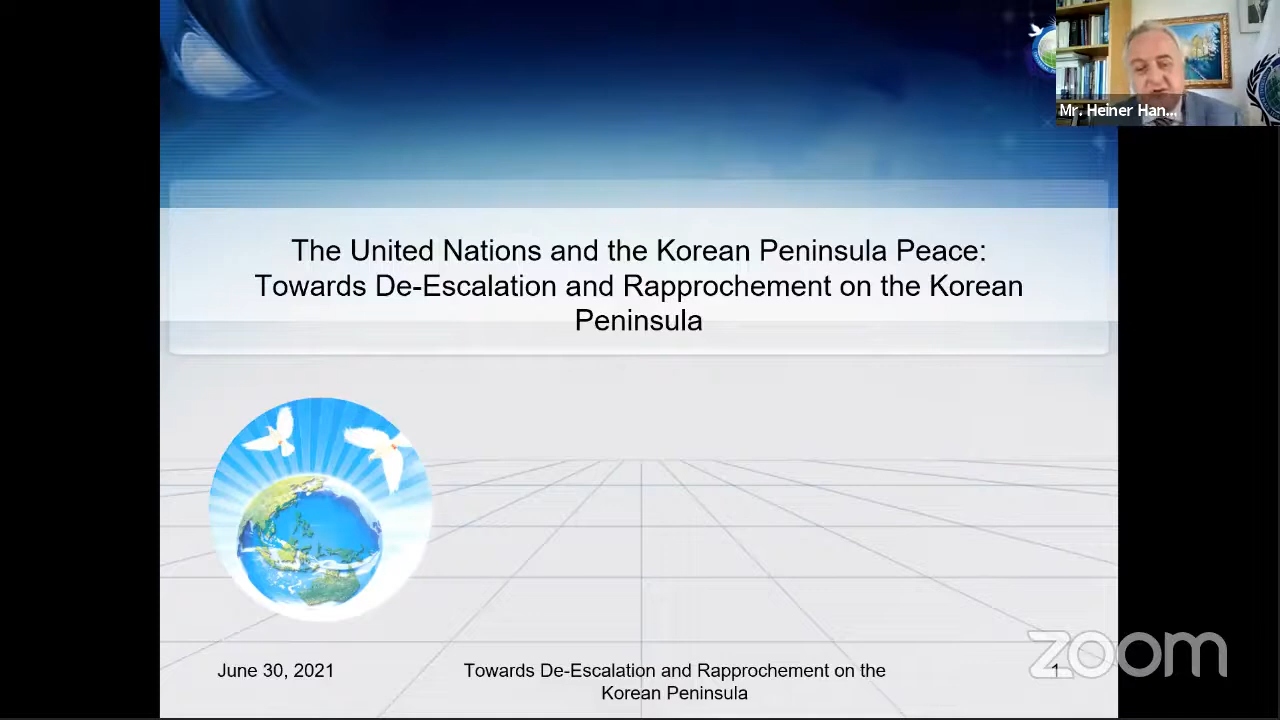 Mr. Heiner Han...
The United Nations and the Korean Peninsula Peace:
Towards De-Escalation and Rapprochement on the Korean
Peninsula
June 30, 2021
Towards De-Escalation and Rapprochement on the
Korean Peninsula
1
zoom